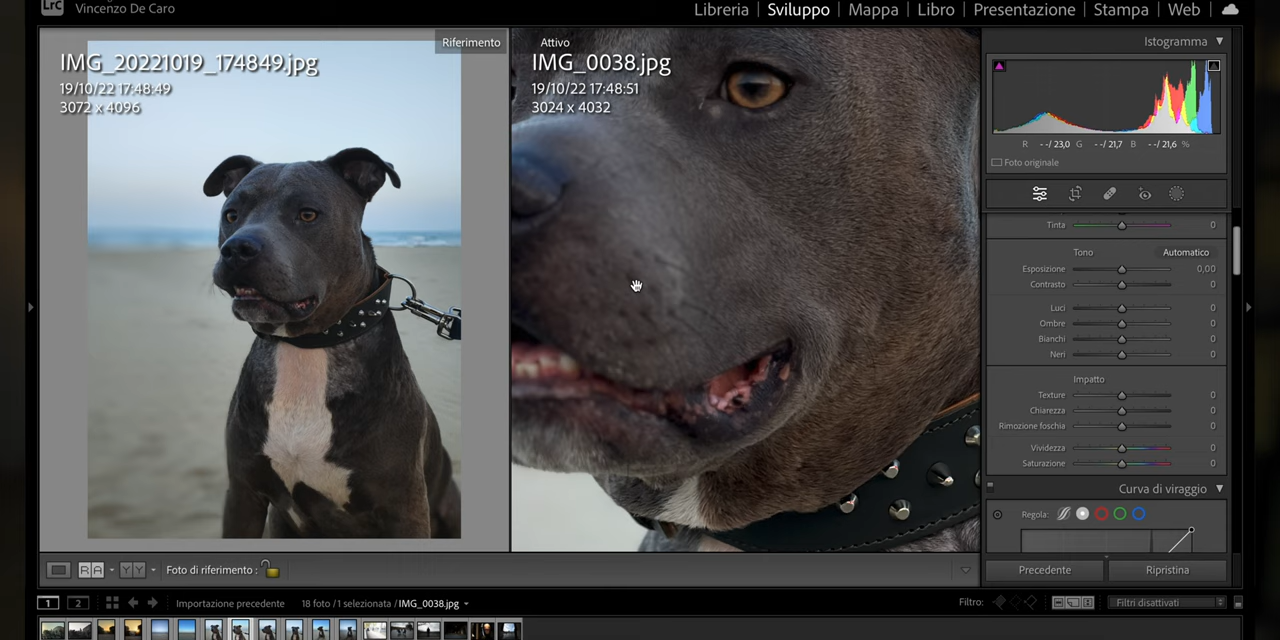 Lrc
Vincenzo De Caro
Libreria | Sviluppo | Mappa | Libro | Presentazione | Stampa | Web
Riferimento
IMG_20221019_174849.jpg
19/10/22 17:48:49
3072 x 4096
Attivo
IMG_0038.jpg
19/10/22 17:48:51
3024 x 4032
Istogramma
R --/ 23,0 G --/ 21,7 B --/ 21,6 %
Foto originale
Tinta 0
Tono Automatico
Esposizione 0,00
Contrasto 0
Luci 0
Ombre 0
Bianchi 0
Neri 0
Impatto
Texture 0
Chiarezza 0
Rimozione foschia 0
Vividezza 0
Saturazione 0
Curva di viraggio
Regola:
Precedente Ripristina
R A Y Y Foto di riferimento :
1 2 Importazione precedente 18 foto / 1 selezionata / IMG_0038.jpg Filtro: Filtri disattivati